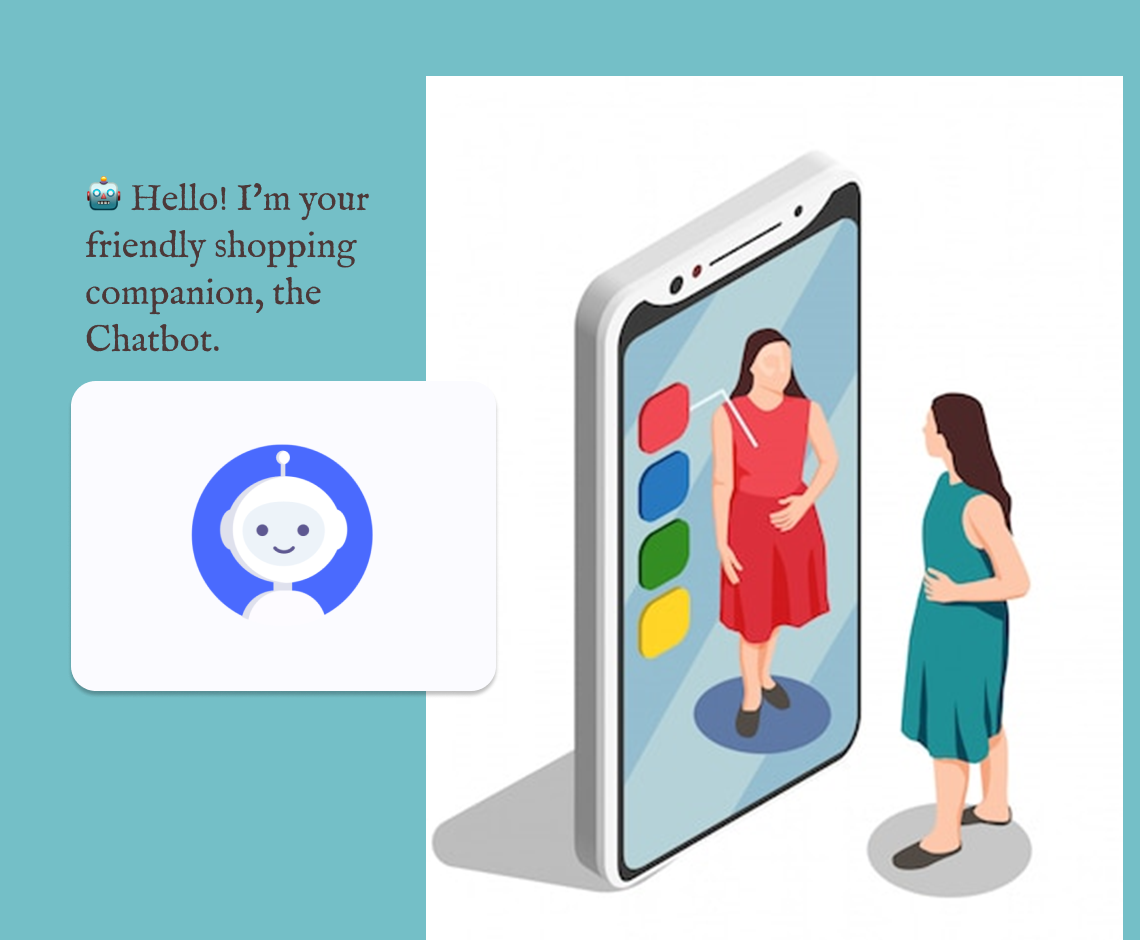 🤖 Hello! I’m your
friendly shopping
companion, the
Chatbot.